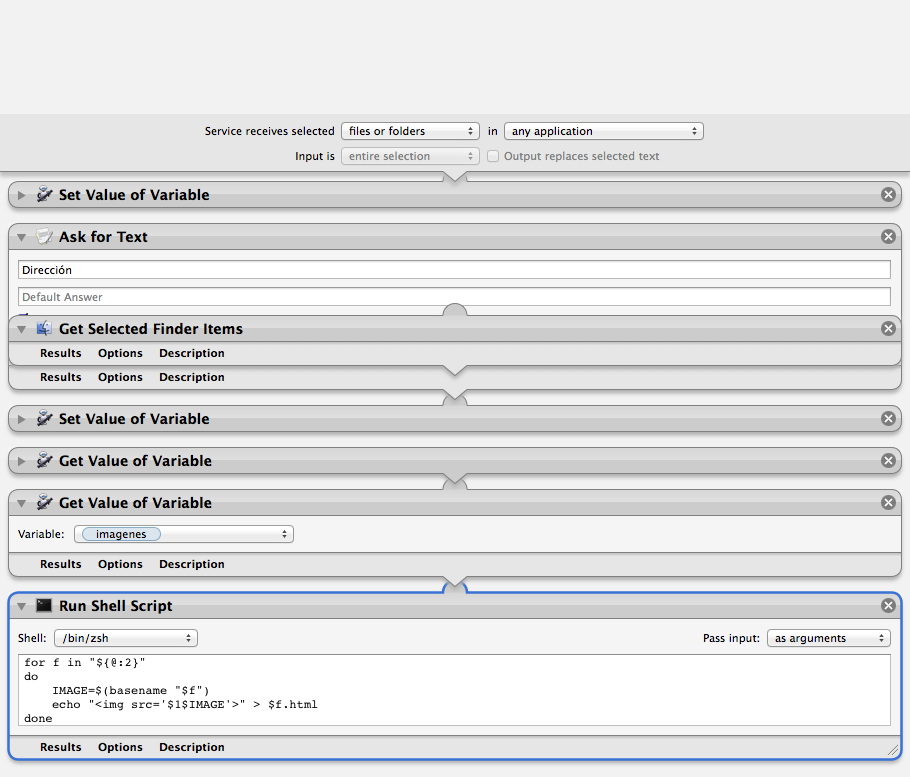 Service receives selected files or folders in any application
Input is entire selection Output replaces selected text
Set Value of Variable
Ask for Text
Dirección
Default Answer
Get Selected Finder Items
Results Options Description
Results Options Description
Set Value of Variable
Get Value of Variable
Get Value of Variable
Variable: imagenes
Results Options Description
Run Shell Script
Shell: /bin/zsh Pass input: as arguments
for f in "${@:2}"
do
    IMAGE=$(basename "$f")
    echo "<img src='$1$IMAGE'>" > $f.html
done
Results Options Description